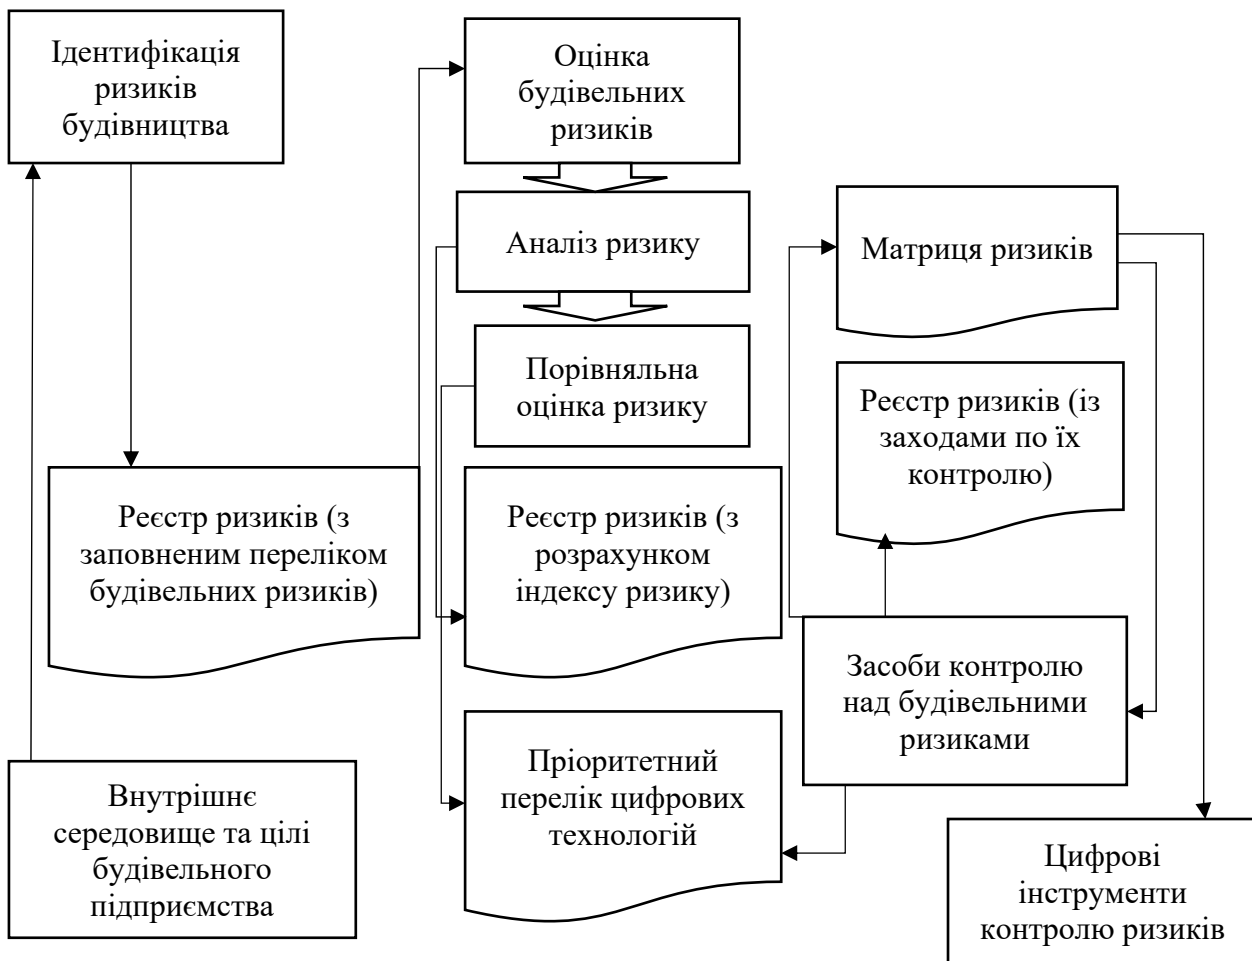 Ідентифікація
ризиків
будівництва
Оцінка
будівельних
ризиків
Аналіз ризику
Матриця ризиків
Порівняльна
оцінка ризику
Реєстр ризиків (із
заходами по їх
контролю)
Реєстр ризиків (з
заповненим переліком
будівельних ризиків)
Реєстр ризиків (з
розрахунком
індексу ризику)
Засоби контролю
над будівельними
ризиками
Внутрішнє
середовище та цілі
будівельного
підприємства
Пріоритетний
перелік цифрових
технологій
Цифрові
інструменти
контролю ризиків